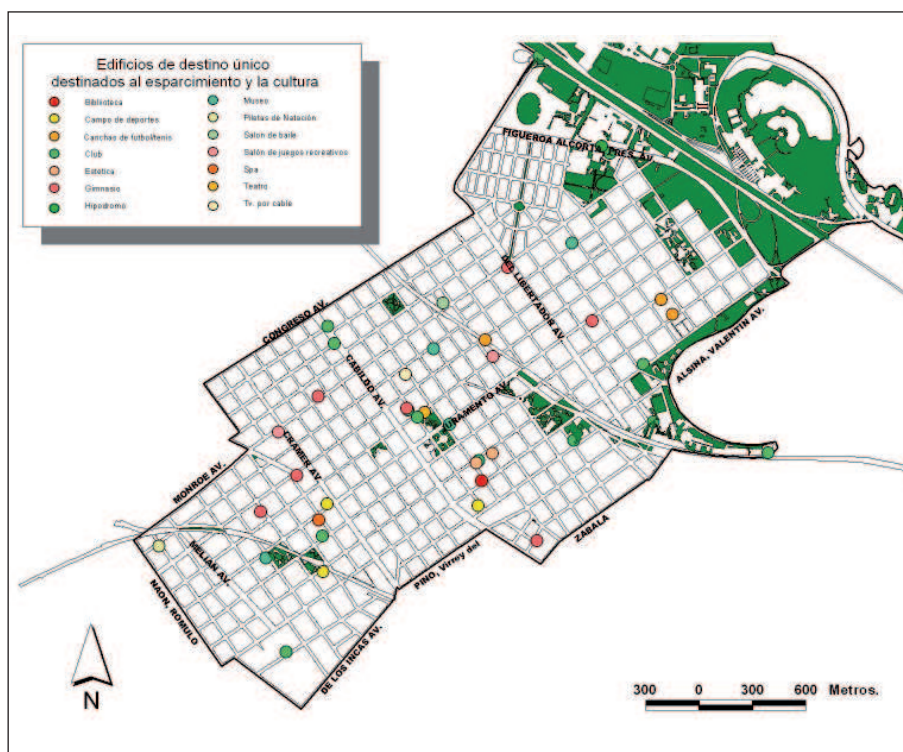 Edificios de destino único
destinados al esparcimiento y la cultura
Biblioteca
Campo de deportes
Canchas de futbol/tenis
Club
Estética
Gimnasio
Hipodromo
Museo
Piletas de Natación
Salon de baile
Salón de juegos recreativos
Spa
Teatro
Tv. por cable
FIGUEROA ALCORTA, PRES. AV.
DEL LIBERTADOR AV.
CONGRESO AV.
CABILDO AV.
ALSINA, VALENTIN AV.
JURAMENTO AV.
CRAMER AV.
MONROE AV.
MELIAN AV.
ZABALA
PINO, Virrey del
NAON, ROMULO
DE LOS INCAS AV.
N
300 0 300 600 Metros.